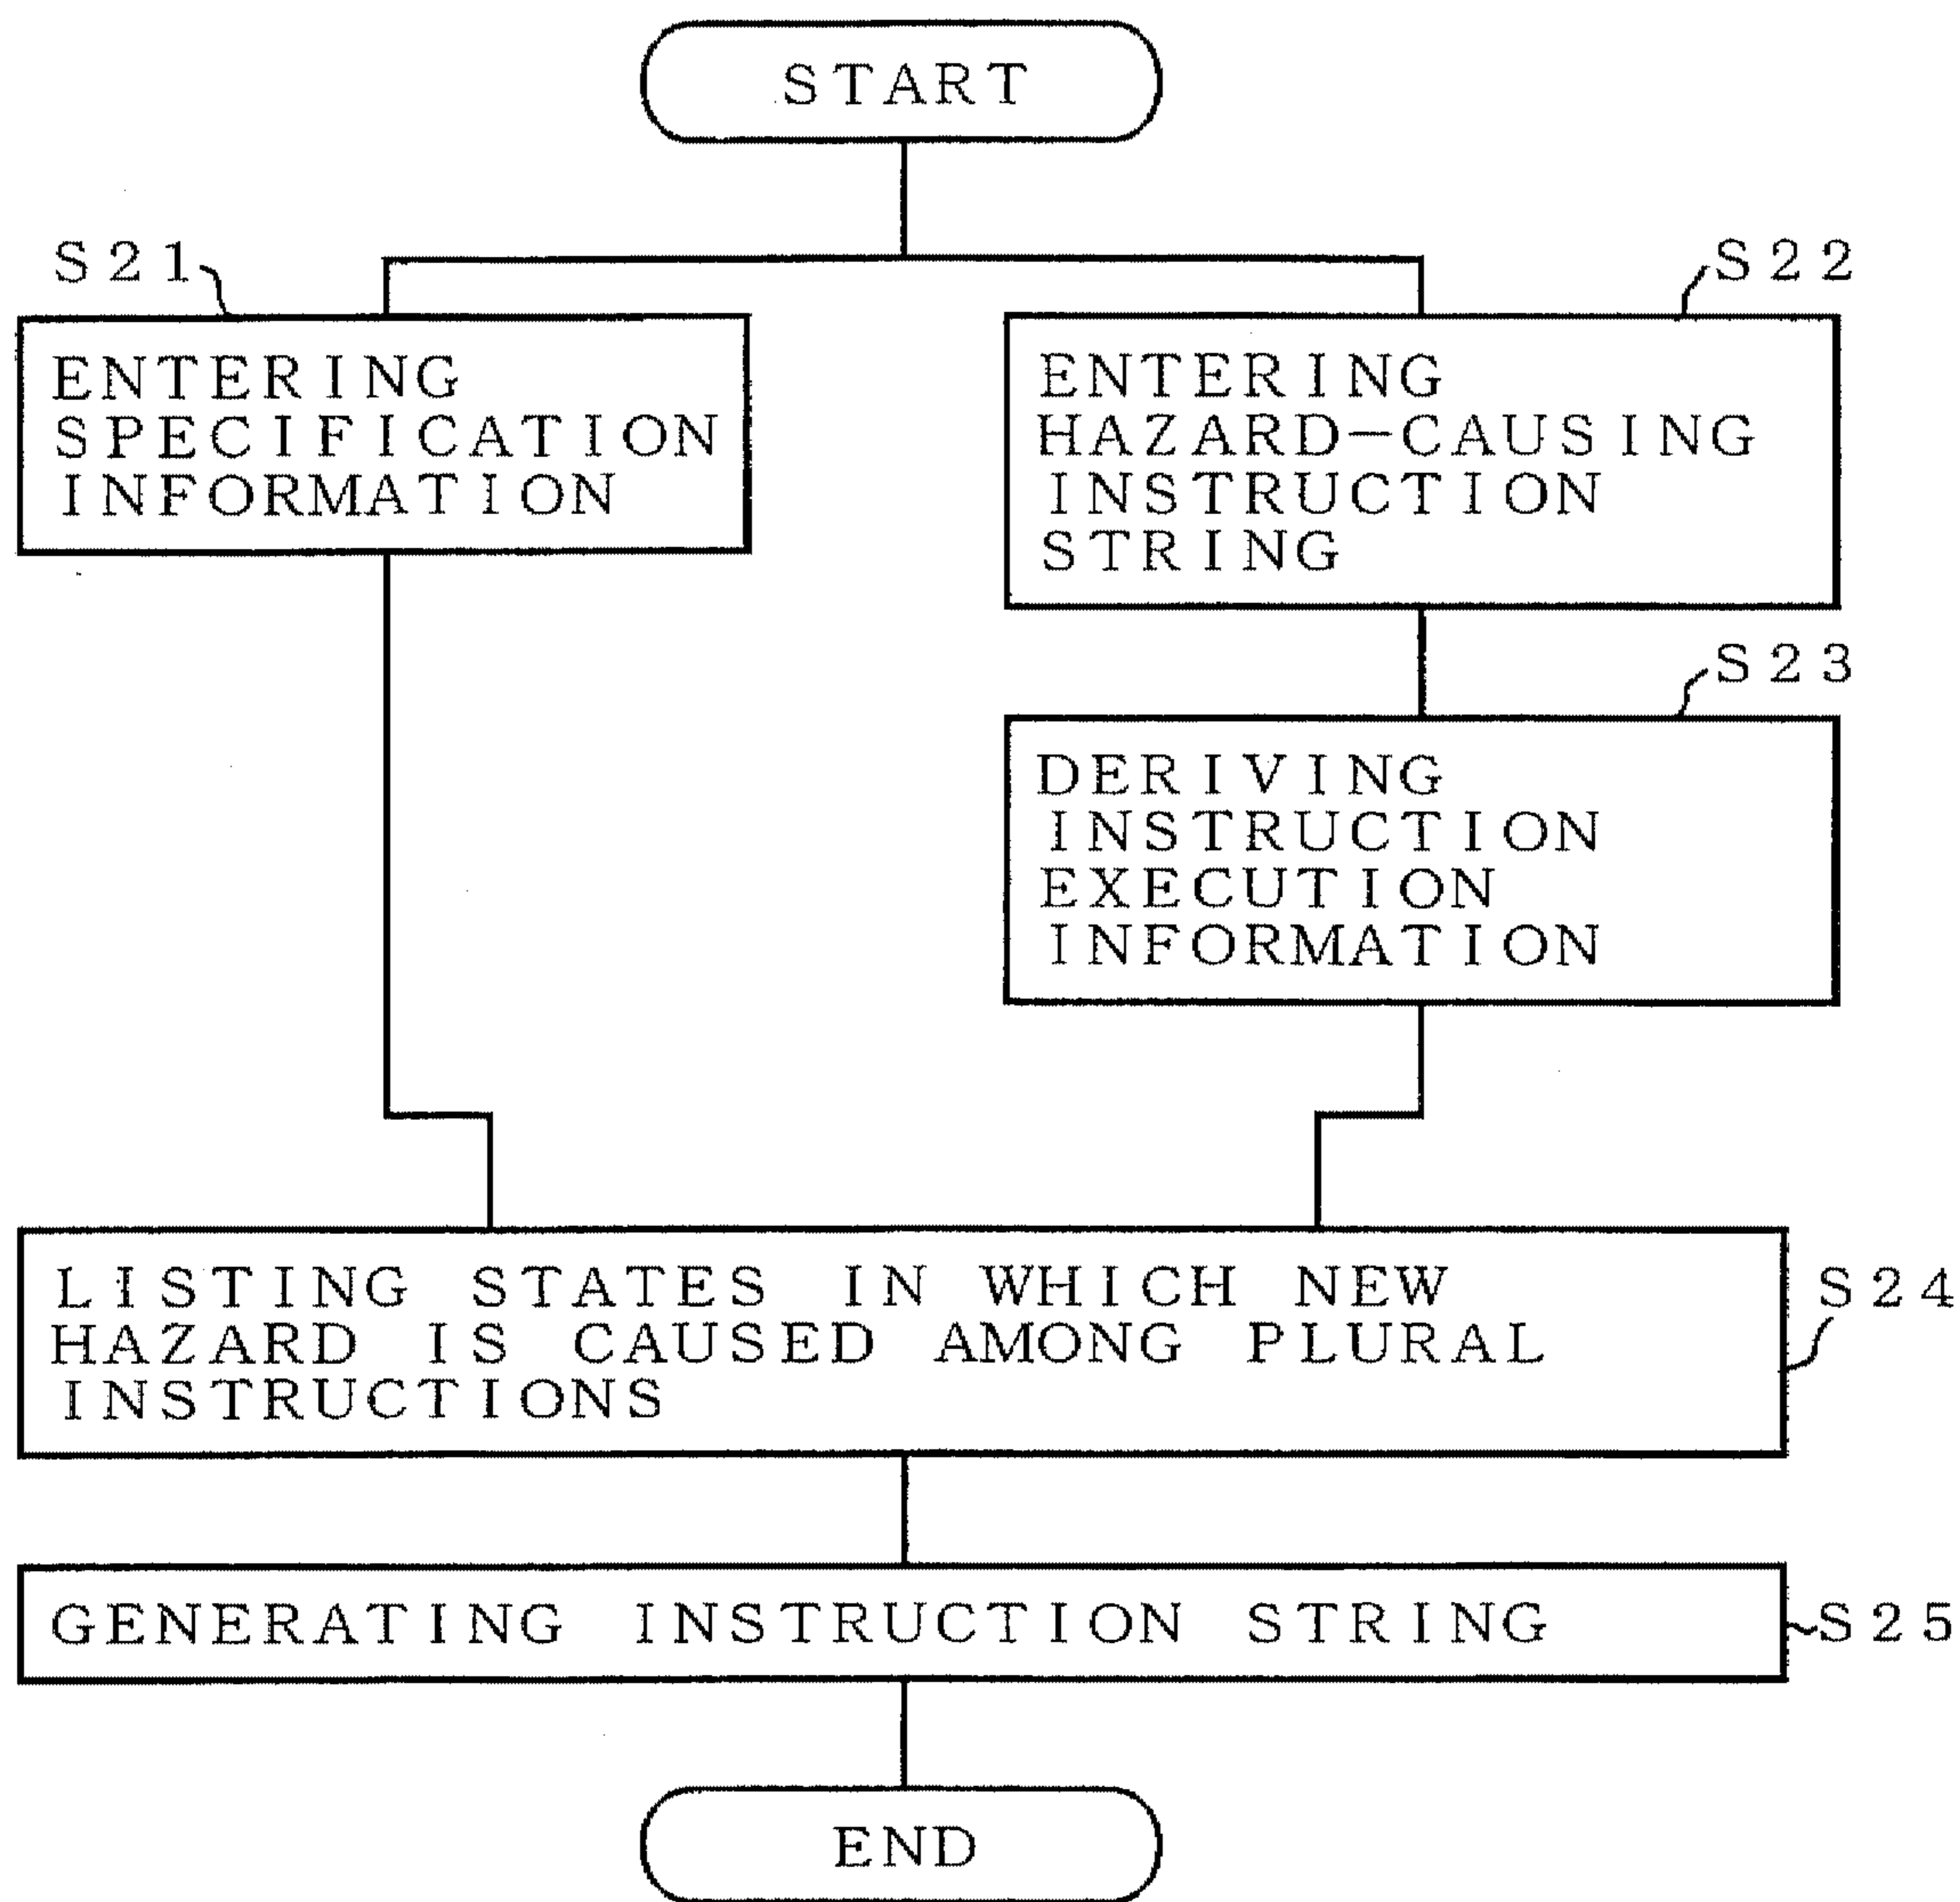 START
S21
S22
ENTERING
SPECIFICATION
INFORMATION
ENTERING
HAZARD-CAUSING
INSTRUCTION
STRING
S23
DERIVING
INSTRUCTION
EXECUTION
INFORMATION
LISTING STATES IN WHICH NEW
HAZARD IS CAUSED AMONG PLURAL
INSTRUCTIONS
S24
GENERATING INSTRUCTION STRING
S25
END